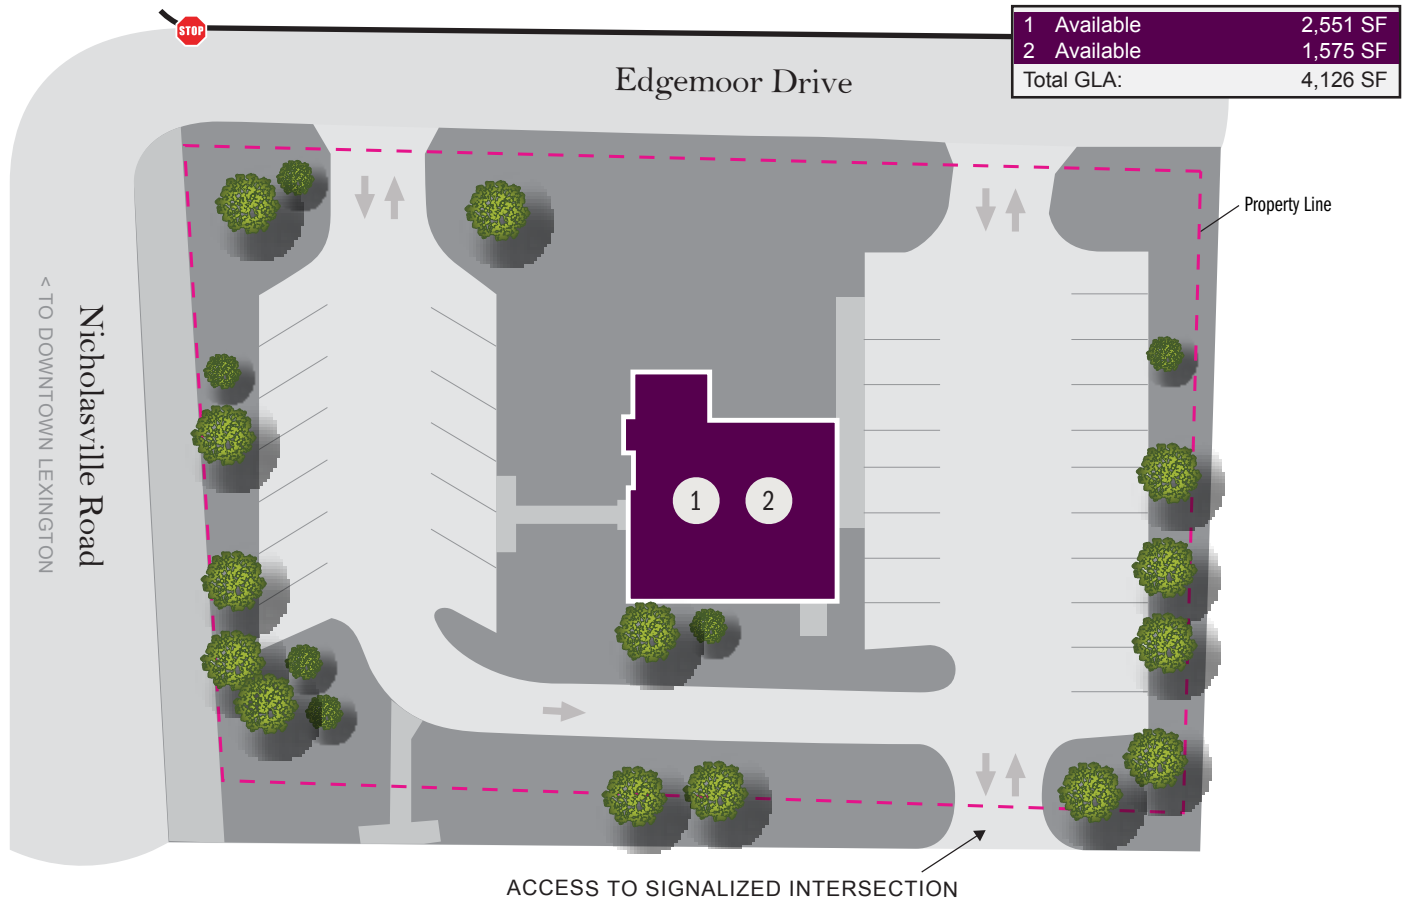 STOP
1 Available 2,551 SF
2 Available 1,575 SF
Total GLA: 4,126 SF
Edgemoor Drive
Property Line
< TO DOWNTOWN LEXINGTON
Nicholasville Road
1
2
ACCESS TO SIGNALIZED INTERSECTION